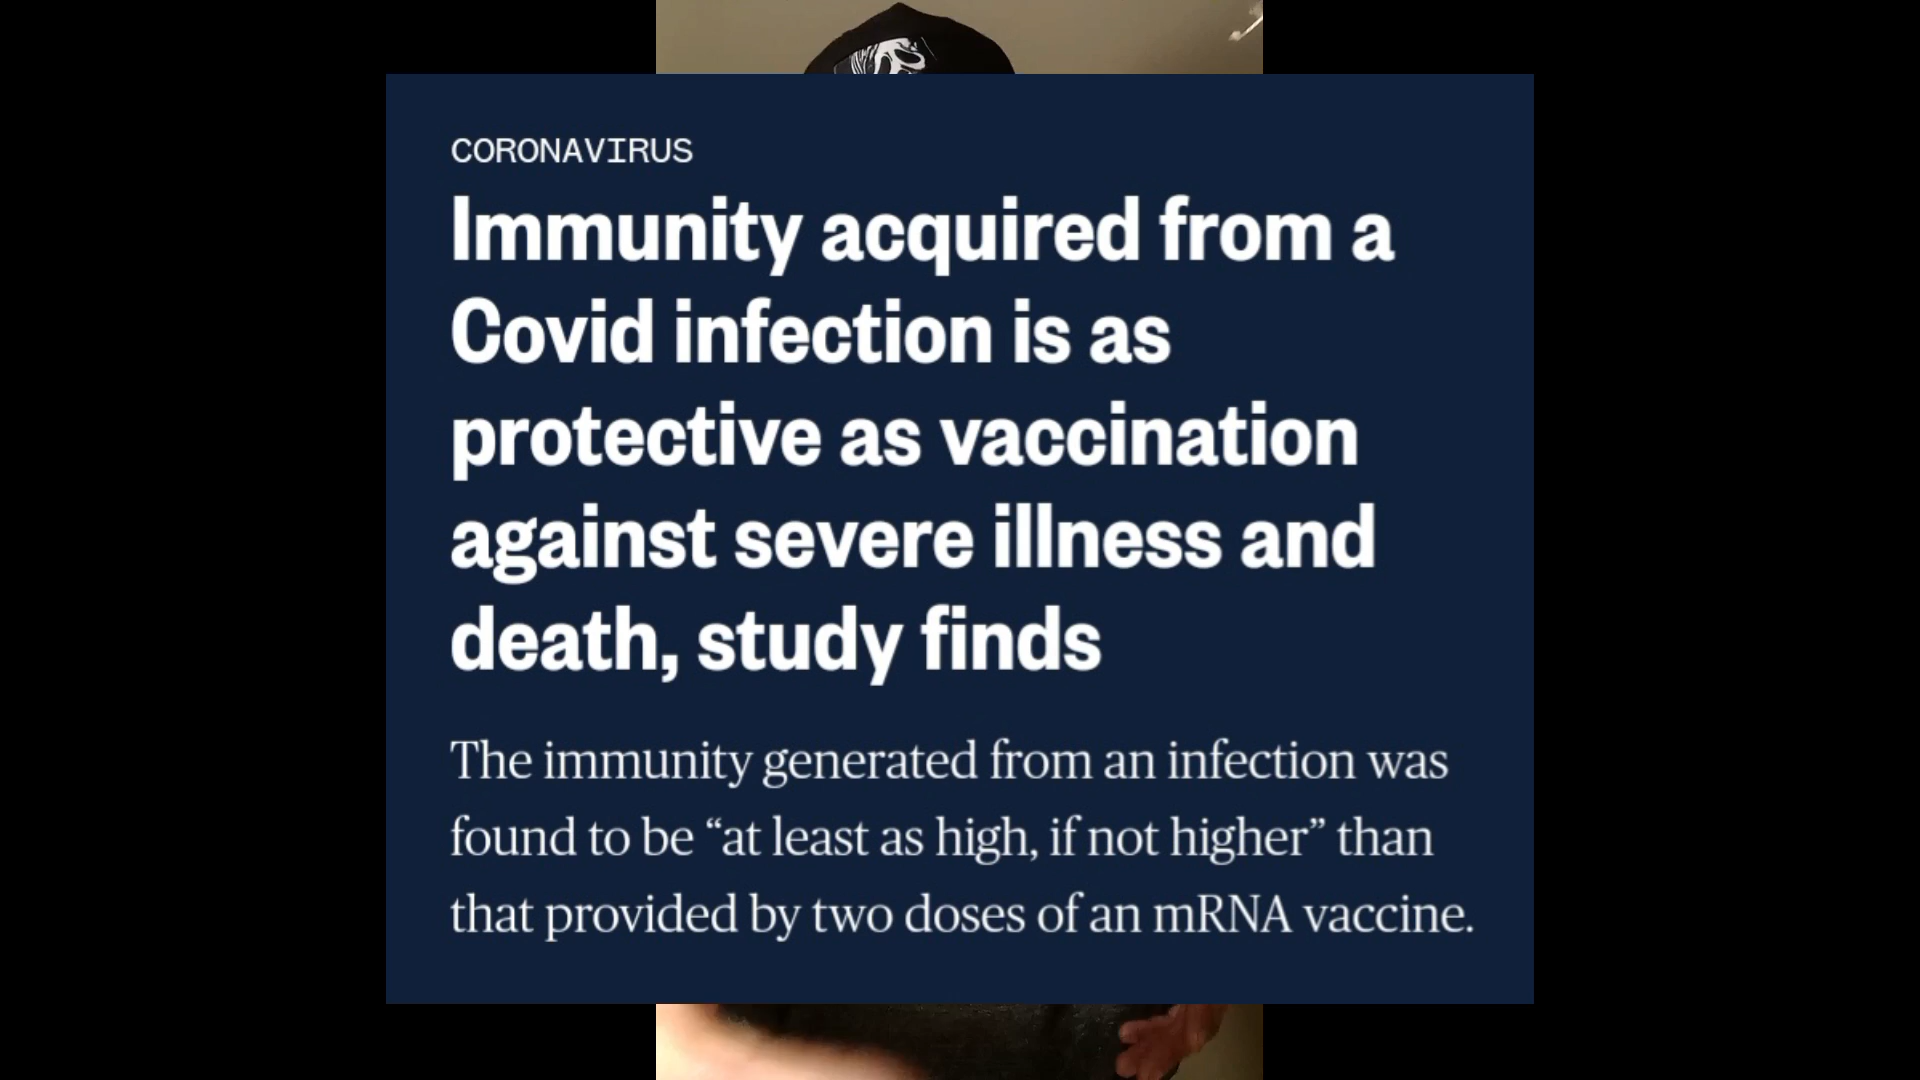 CORONAVIRUS
Immunity acquired from a
Covid infection is as
protective as vaccination
against severe illness and
death, study finds
The immunity generated from an infection was
found to be “at least as high, if not higher” than
that provided by two doses of an mRNA vaccine.